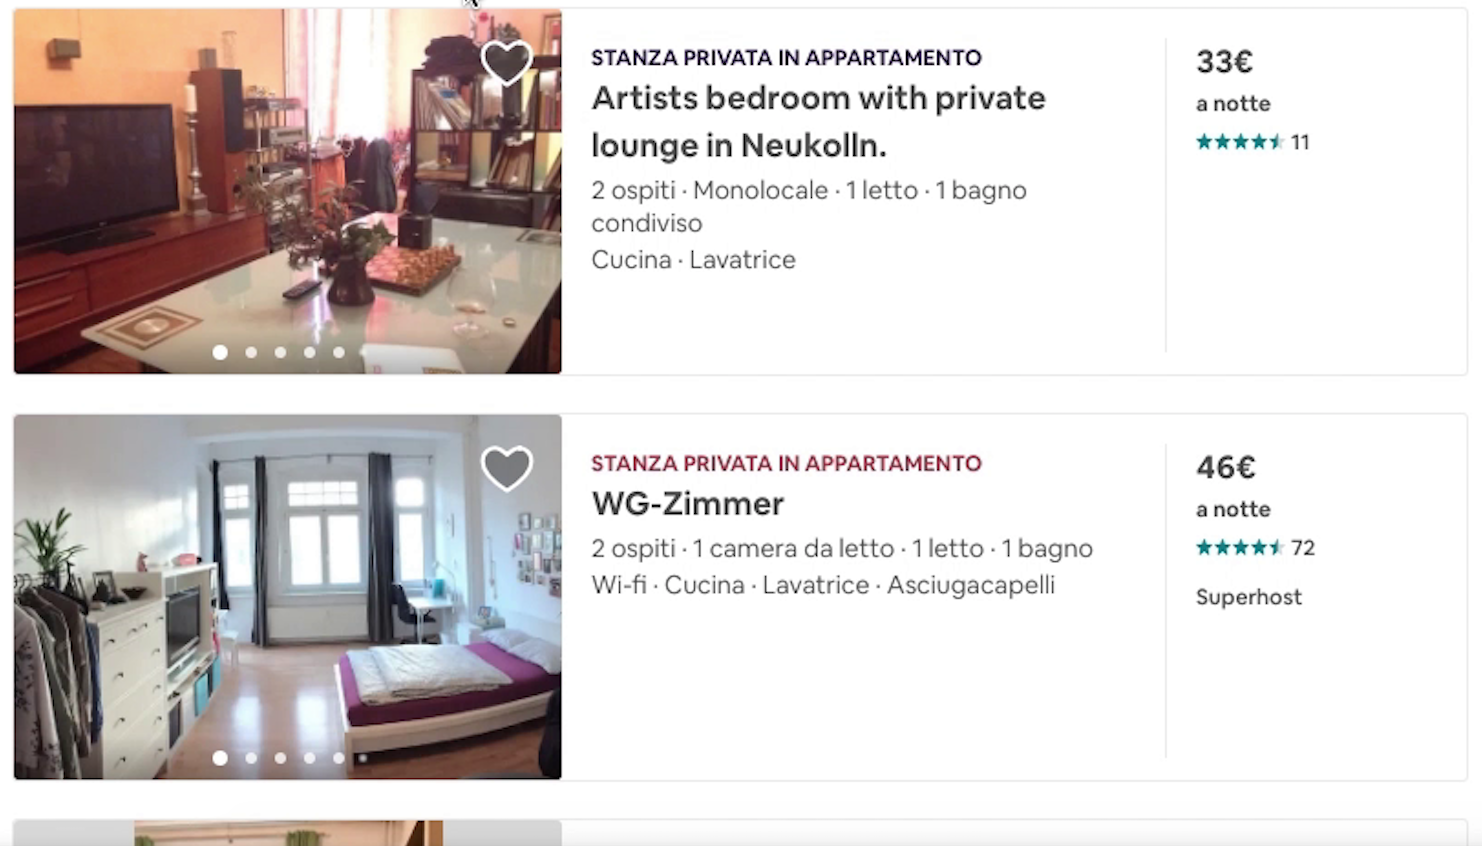 STANZA PRIVATA IN APPARTAMENTO
Artists bedroom with private
lounge in Neukolln.
2 ospiti · Monolocale · 1 letto · 1 bagno
condiviso
Cucina · Lavatrice
33€
a notte
11
STANZA PRIVATA IN APPARTAMENTO
WG-Zimmer
2 ospiti · 1 camera da letto · 1 letto · 1 bagno
Wi-fi · Cucina · Lavatrice · Asciugacapelli
46€
a notte
72
Superhost